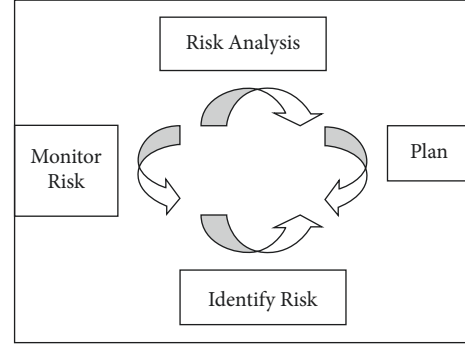 Risk Analysis
Monitor
Risk
Plan
Identify Risk